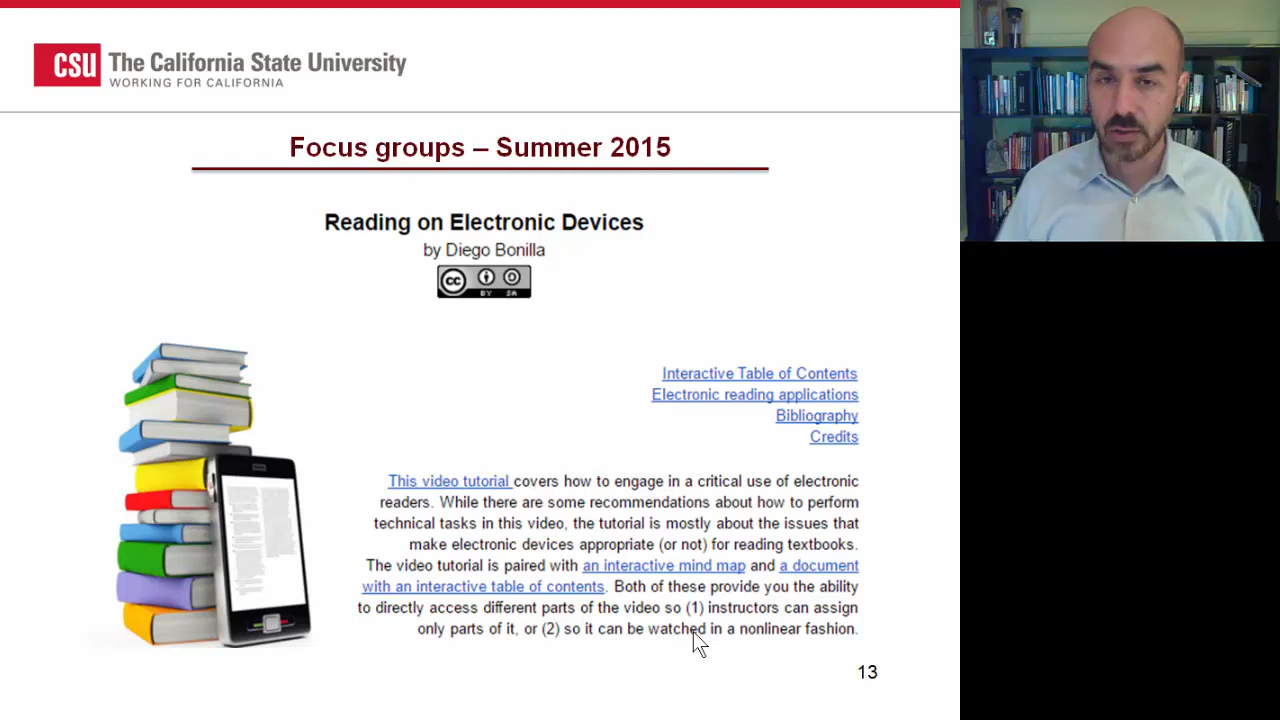 CSU The California State University
WORKING FOR CALIFORNIA
Focus groups – Summer 2015
Reading on Electronic Devices
by Diego Bonilla
cc
BY SA
Interactive Table of Contents
Electronic reading applications
Bibliography
Credits
This video tutorial covers how to engage in a critical use of electronic
readers. While there are some recommendations about how to perform
technical tasks in this video, the tutorial is mostly about the issues that
make electronic devices appropriate (or not) for reading textbooks.
The video tutorial is paired with an interactive mind map and a document
with an interactive table of contents. Both of these provide you the ability
to directly access different parts of the video so (1) instructors can assign
only parts of it, or (2) so it can be watched in a nonlinear fashion.
13